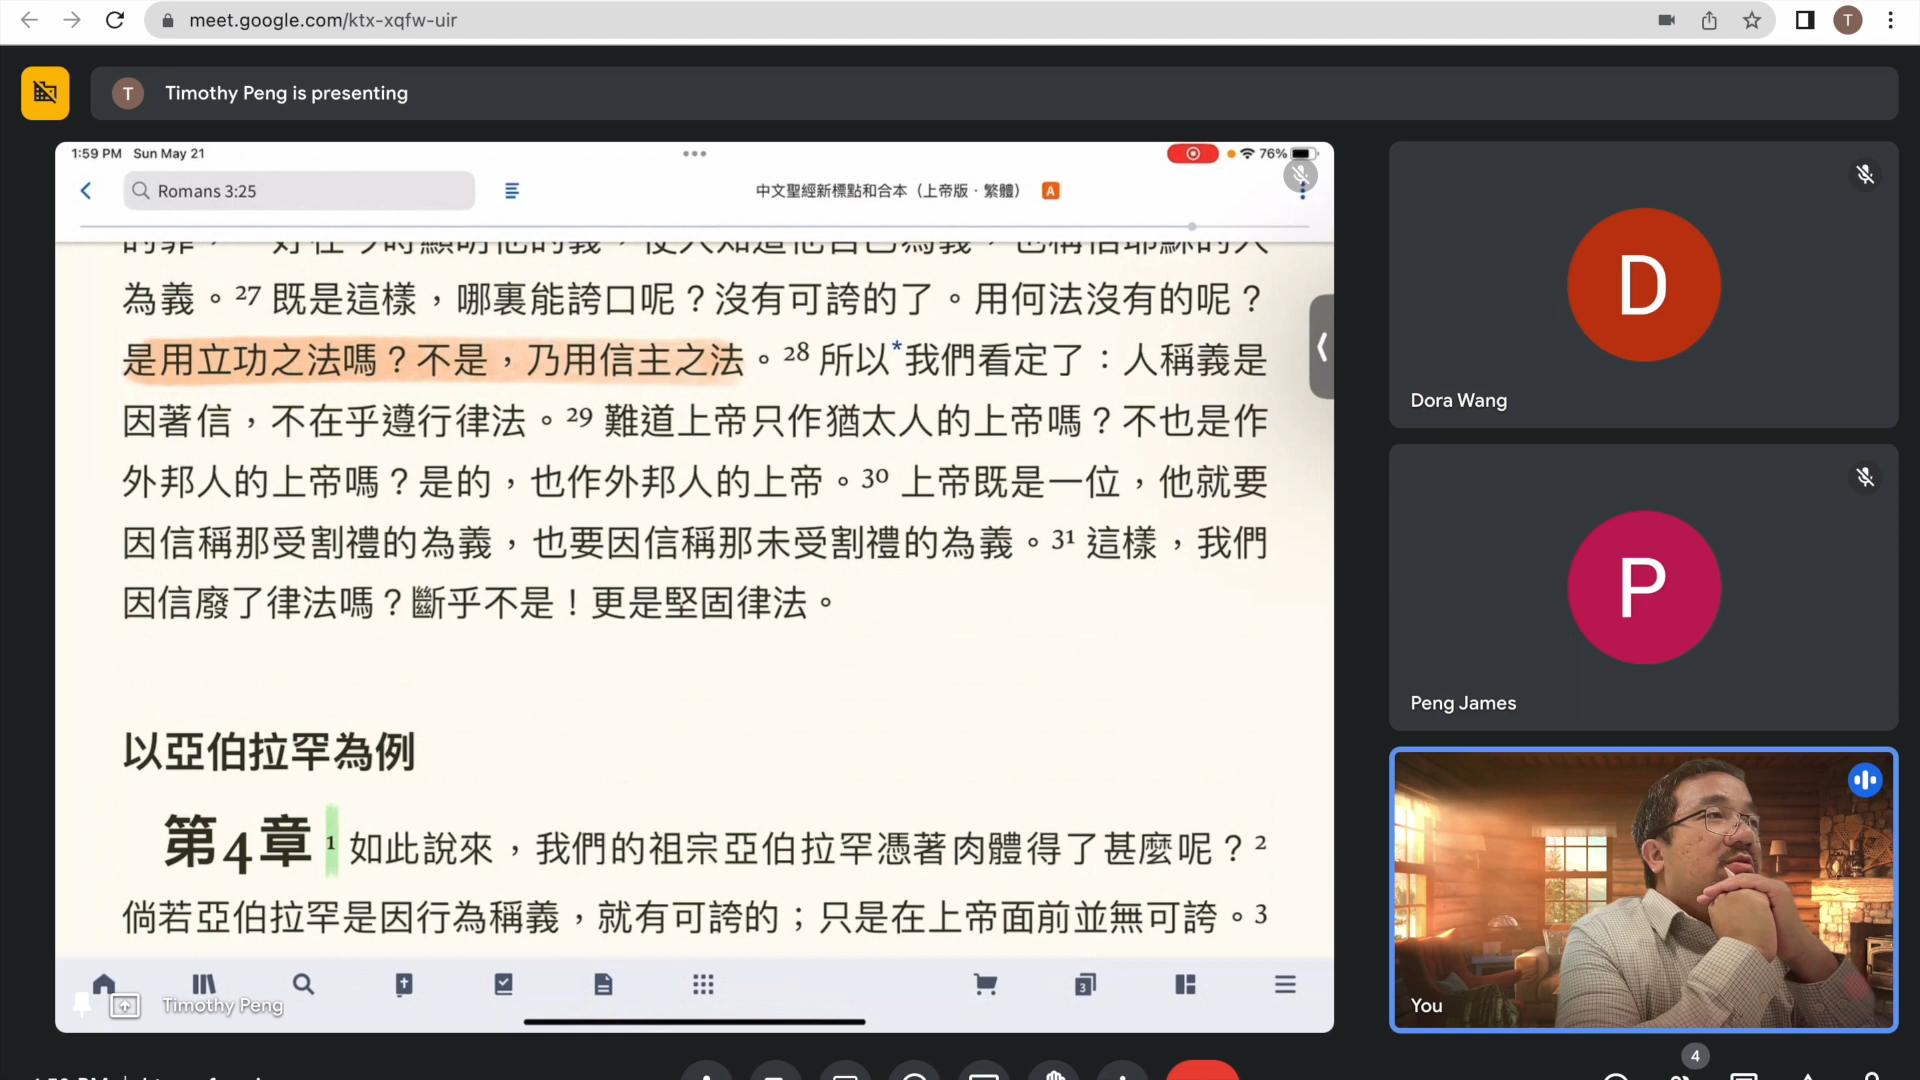 meet.google.com/ktx-xqfw-uir
T
T
Timothy Peng is presenting
1:59 PM Sun May 21
76%
Romans 3:25
中文聖經新標點和合本（上帝版 · 繁體） A
為義。27 既是這樣，哪裏能誇口呢？沒有可誇的了。用何法沒有的呢？
是用立功之法嗎？不是，乃用信主之法。28 所以*我們看定了：人稱義是
因著信，不在乎遵行律法。29 難道上帝只作猶太人的上帝嗎？不也是作
外邦人的上帝嗎？是的，也作外邦人的上帝。30 上帝既是一位，他就要
因信稱那受割禮的為義，也要因信稱那未受割禮的為義。31 這樣，我們
因信廢了律法嗎？斷乎不是！更是堅固律法。
以亞伯拉罕為例
第4章 1 如此說來，我們的祖宗亞伯拉罕憑著肉體得了甚麼呢？2
倘若亞伯拉罕是因行為稱義，就有可誇的；只是在上帝面前並無可誇。3
3
Timothy Peng
D
Dora Wang
P
Peng James
You
4